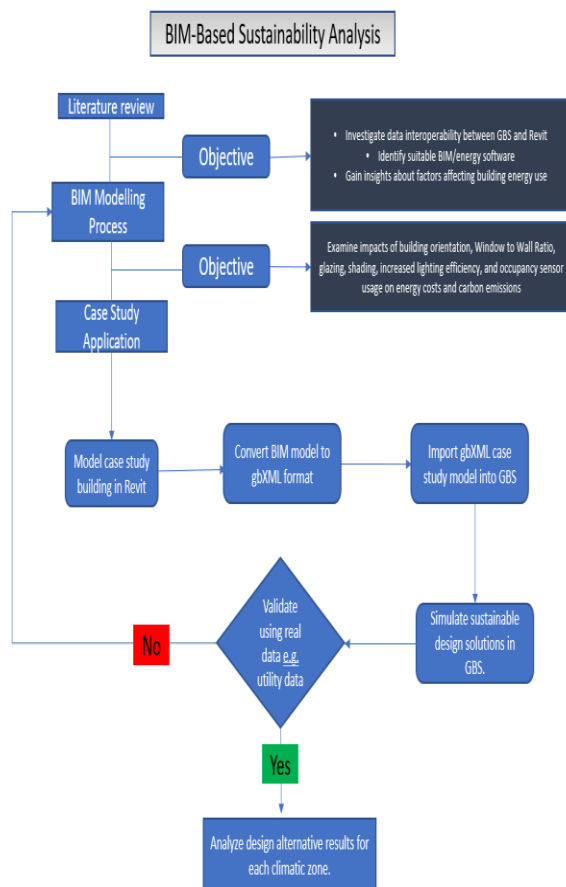 BIM-Based Sustainability Analysis
Literature review
Objective
• Investigate data interoperability between GBS and Revit
• Identify suitable BIM/energy software
• Gain insights about factors affecting building energy use
BIM Modelling
Process
Objective
Examine impacts of building orientation, Window to Wall Ratio,
glazing, shading, increased lighting efficiency, and occupancy sensor
usage on energy costs and carbon emissions
Case Study
Application
Model case study
building in Revit
Convert BIM model to
gbXML format
Import gbXML case
study model into GBS
Simulate sustainable
design solutions in
GBS.
Validate
using real
data e.g.
utility data
No
Yes
Analyze design alternative results for
each climatic zone.